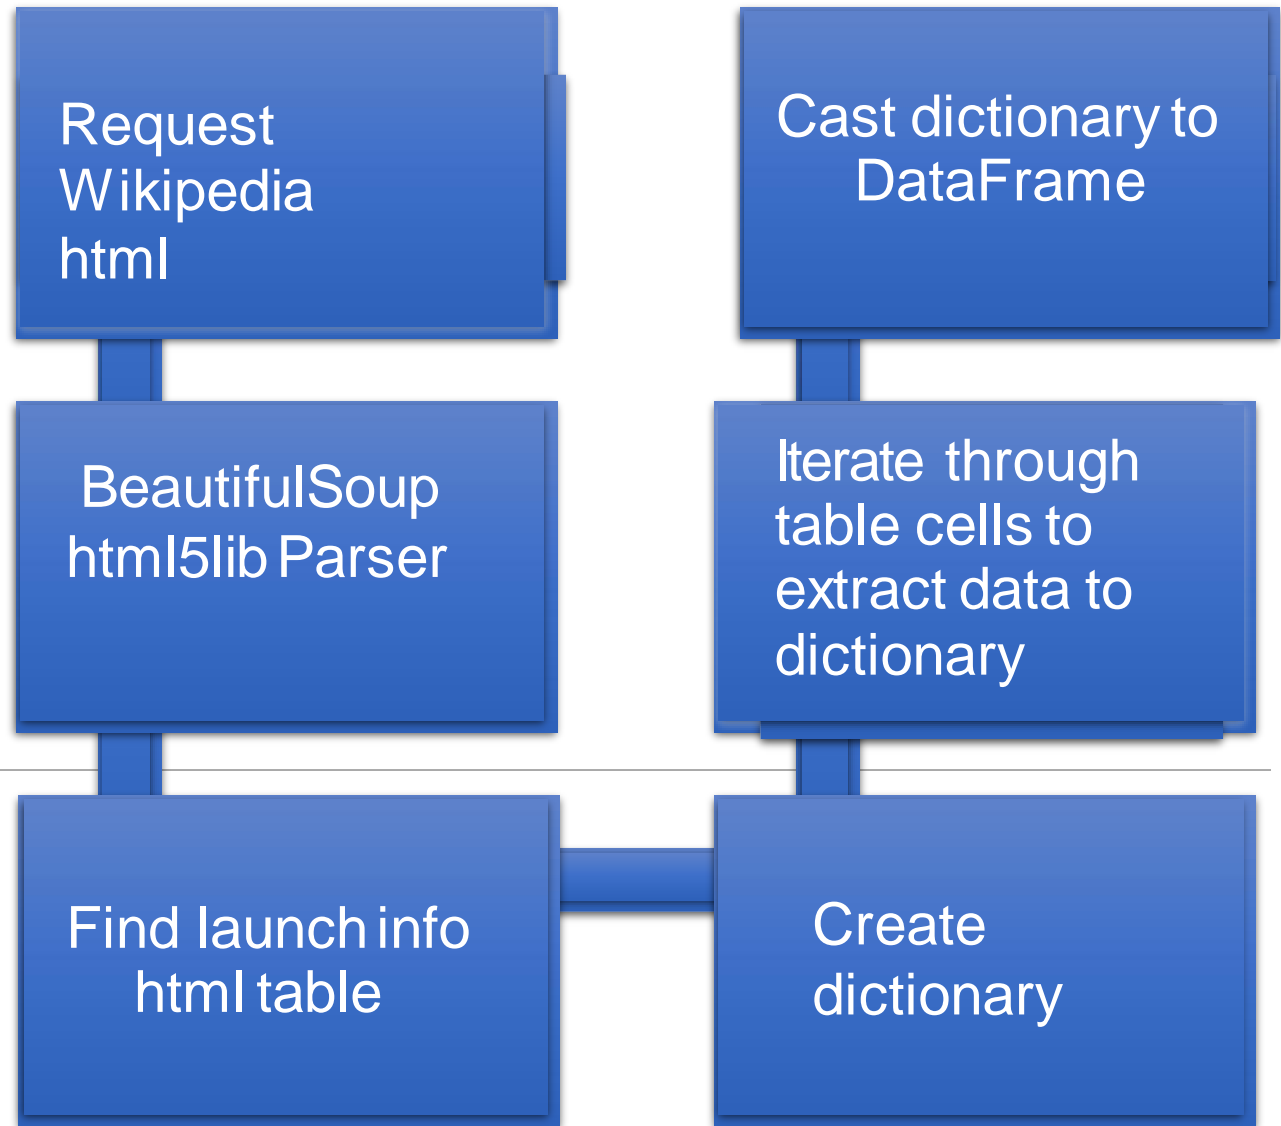 Request
Wikipedia
html
BeautifulSoup
html5lib Parser
Find launch info
html table
Create
dictionary
Iterate through
table cells to
extract data to
dictionary
Cast dictionary to
DataFrame